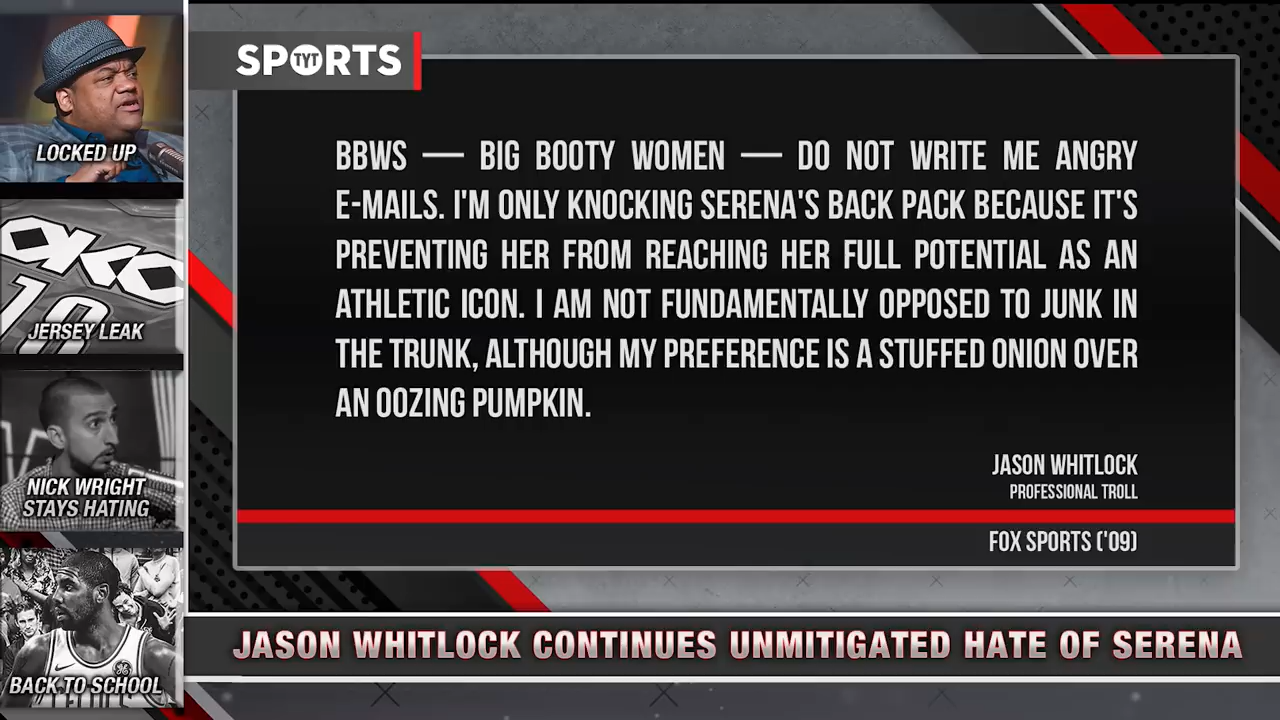 SPORTS
TYT
BBWS — BIG BOOTY WOMEN — DO NOT WRITE ME ANGRY
E-MAILS. I'M ONLY KNOCKING SERENA'S BACK PACK BECAUSE IT'S
PREVENTING HER FROM REACHING HER FULL POTENTIAL AS AN
ATHLETIC ICON. I AM NOT FUNDAMENTALLY OPPOSED TO JUNK IN
THE TRUNK, ALTHOUGH MY PREFERENCE IS A STUFFED ONION OVER
AN OOZING PUMPKIN.
JASON WHITLOCK
PROFESSIONAL TROLL
FOX SPORTS ('09)
JASON WHITLOCK CONTINUES UNMITIGATED HATE OF SERENA
LOCKED UP
JERSEY LEAK
NICK WRIGHT
STAYS HATING
BACK TO SCHOOL